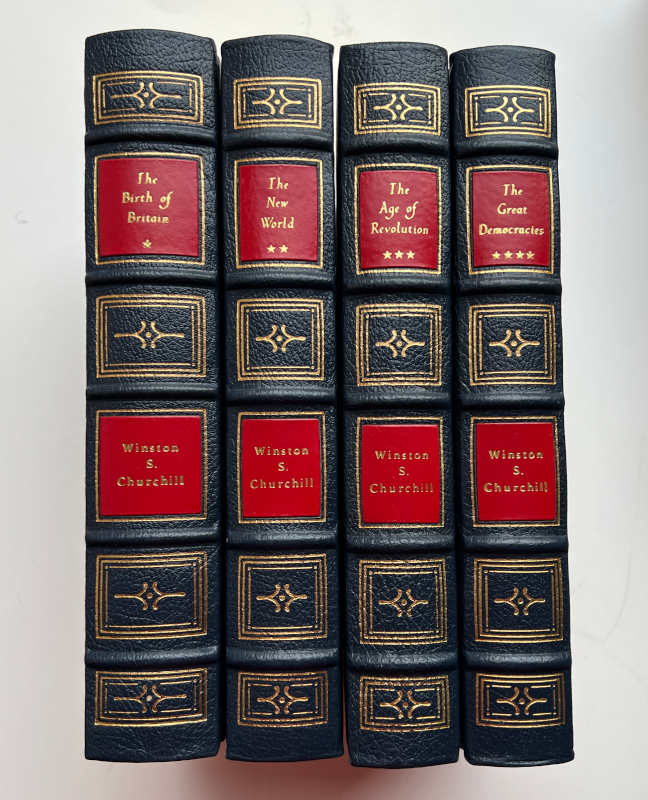 The
Birth of
Britain
★
Winston
S.
Churchill
The
New
World
★★
Winston
S.
Churchill
The
Age of
Revolution
★★★
Winston
S.
Churchill
The
Great
Democracies
★★★★
Winston
S.
Churchill